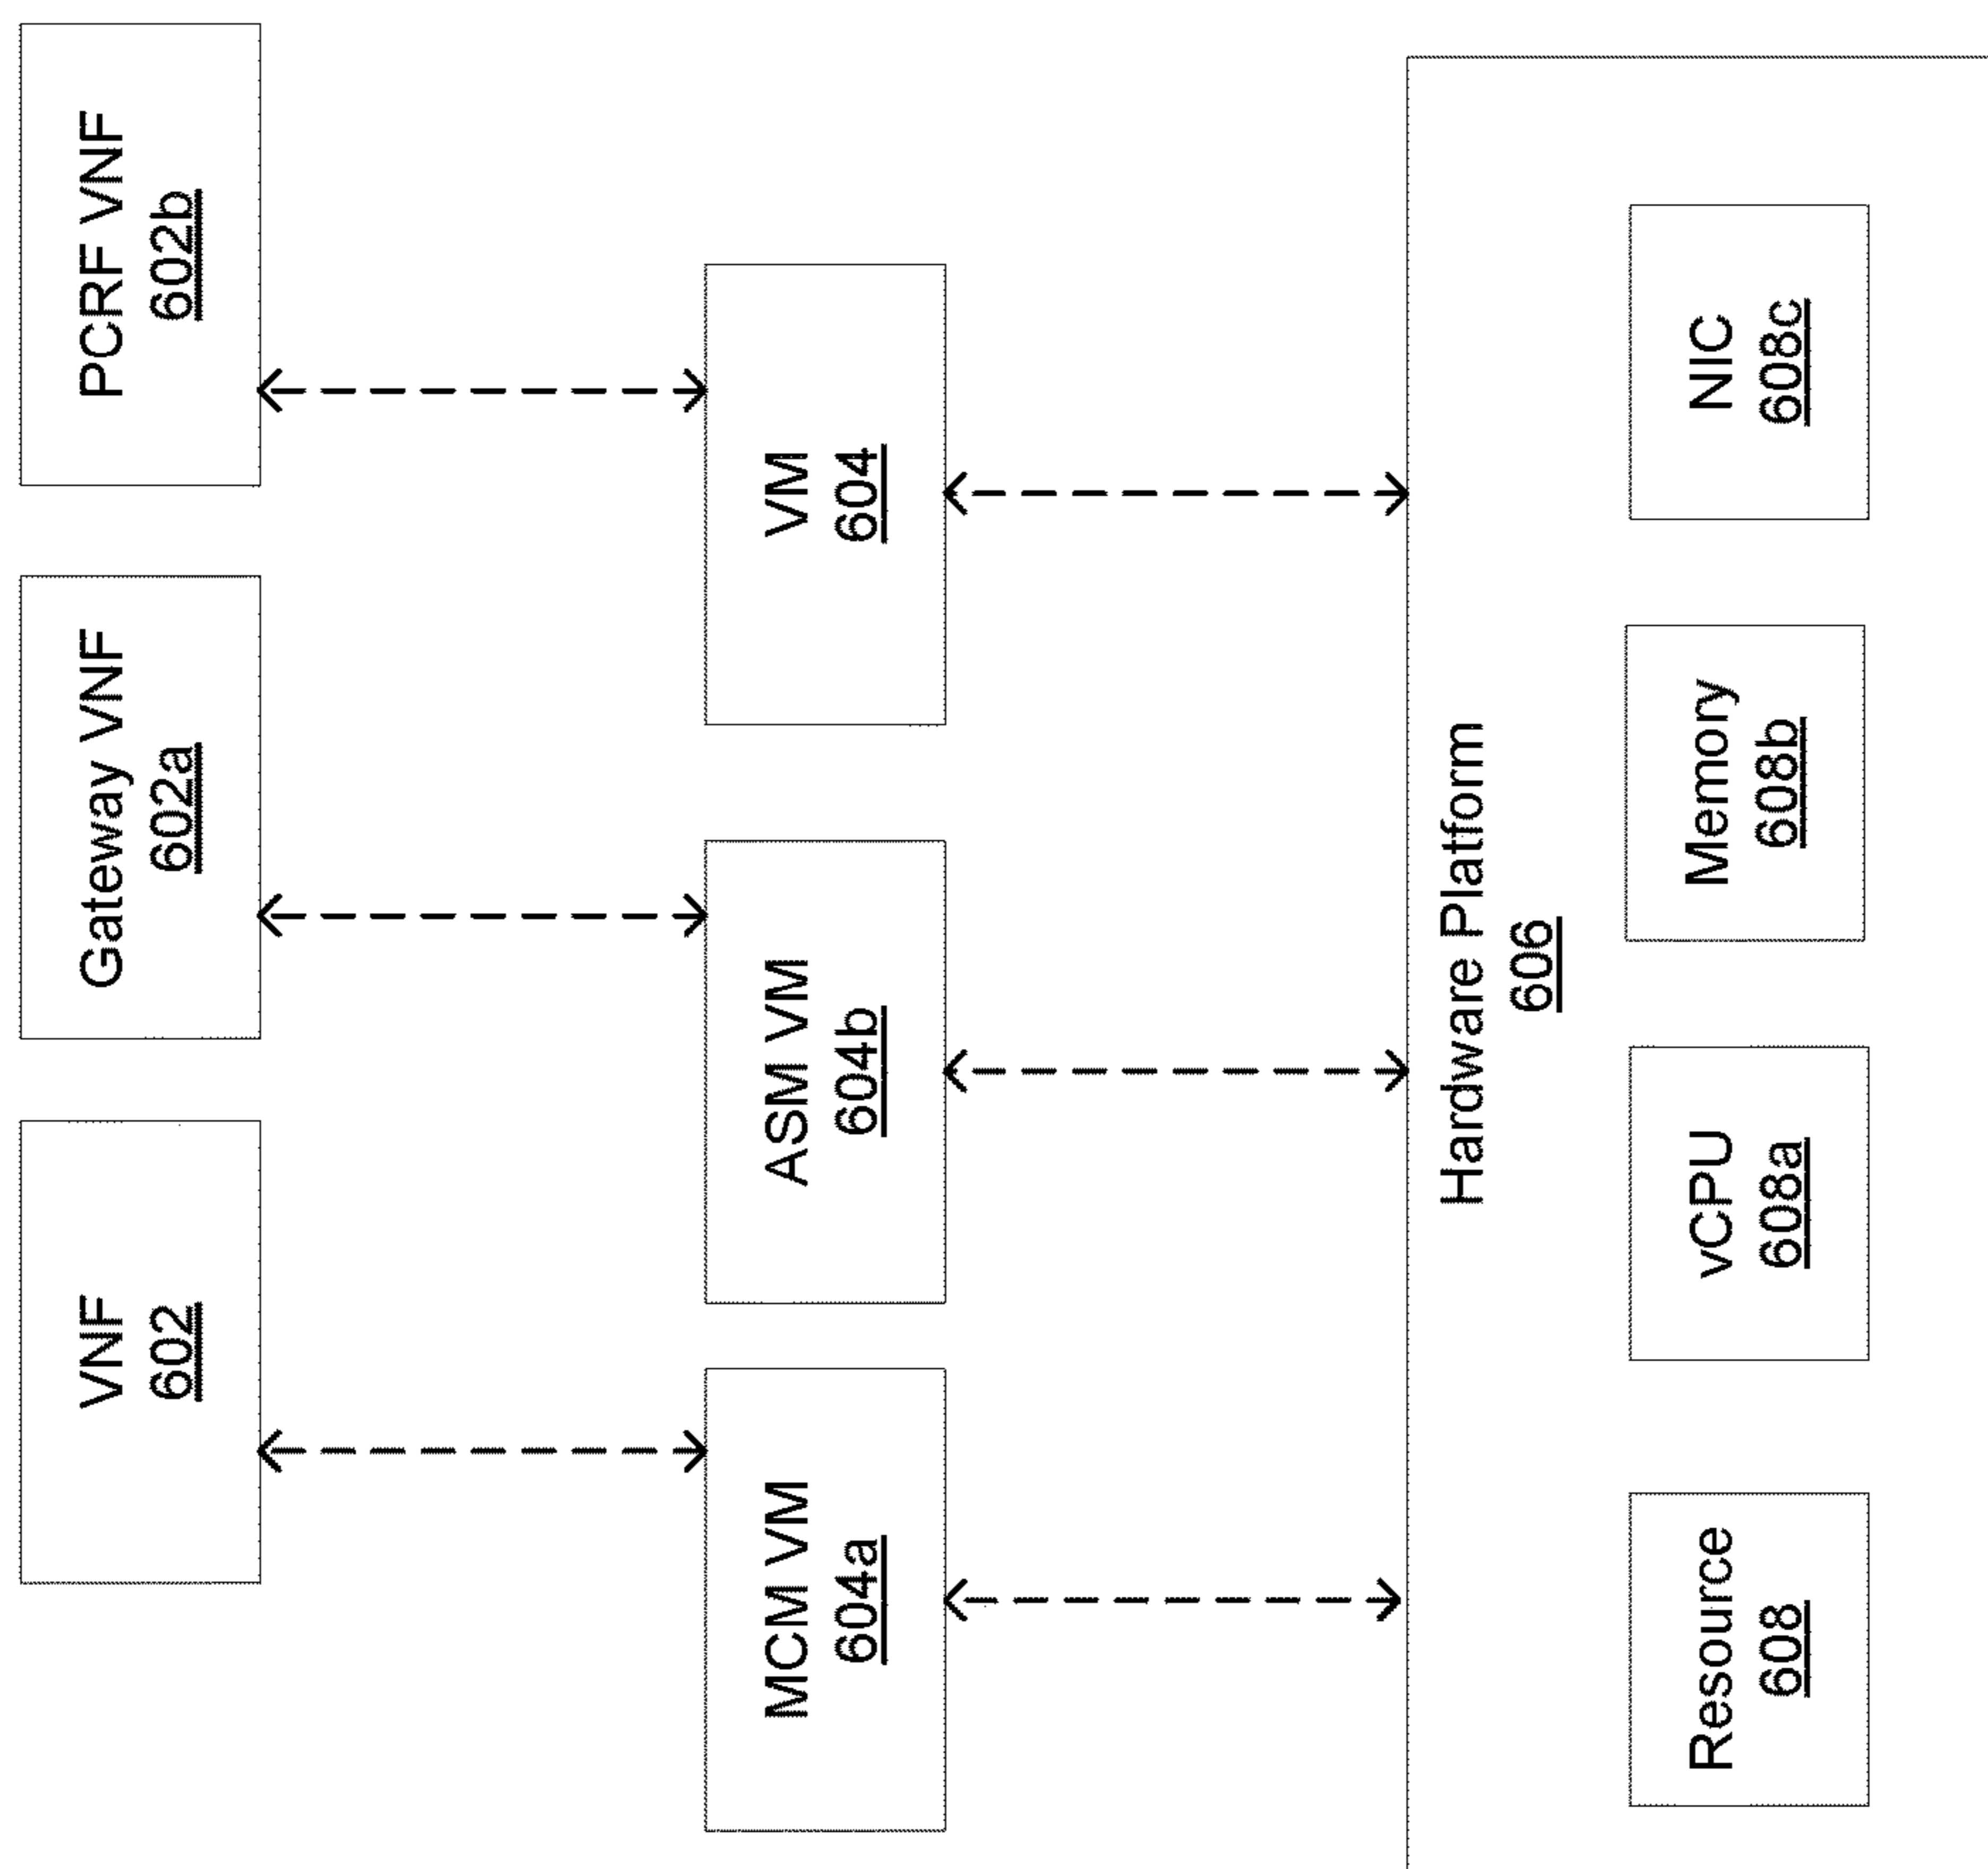 VNF
602
Gateway VNF
602a
PCRF VNF
602b
MCM VM
604a
ASM VM
604b
VM
604
Hardware Platform
606
Resource
608
vCPU
608a
Memory
608b
NIC
608c